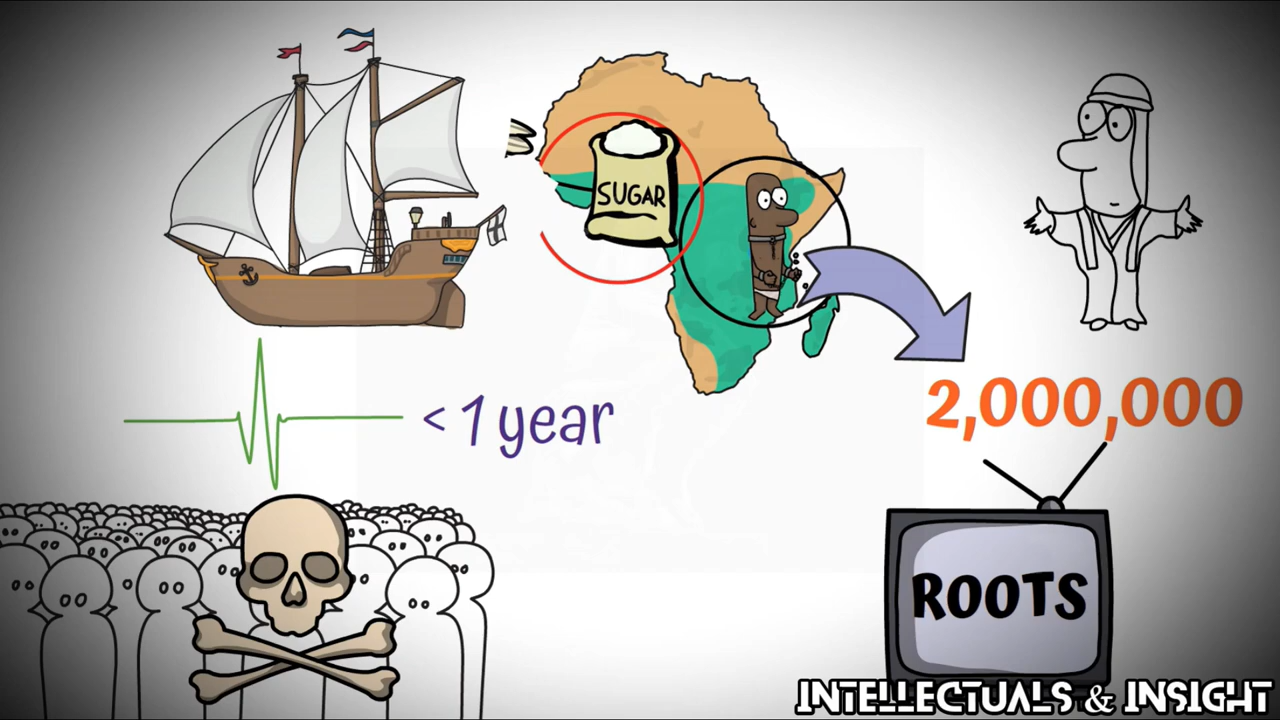 SUGAR
2,000,000
< 1 year
ROOTS
INTELLECTUALS & INSIGHT